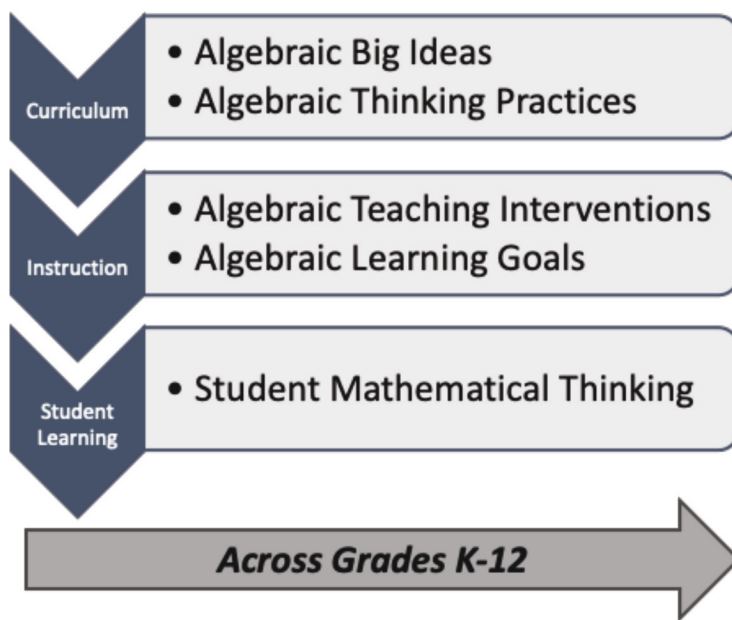 Curriculum
• Algebraic Big Ideas
• Algebraic Thinking Practices
Instruction
• Algebraic Teaching Interventions
• Algebraic Learning Goals
Student
Learning
• Student Mathematical Thinking
Across Grades K-12